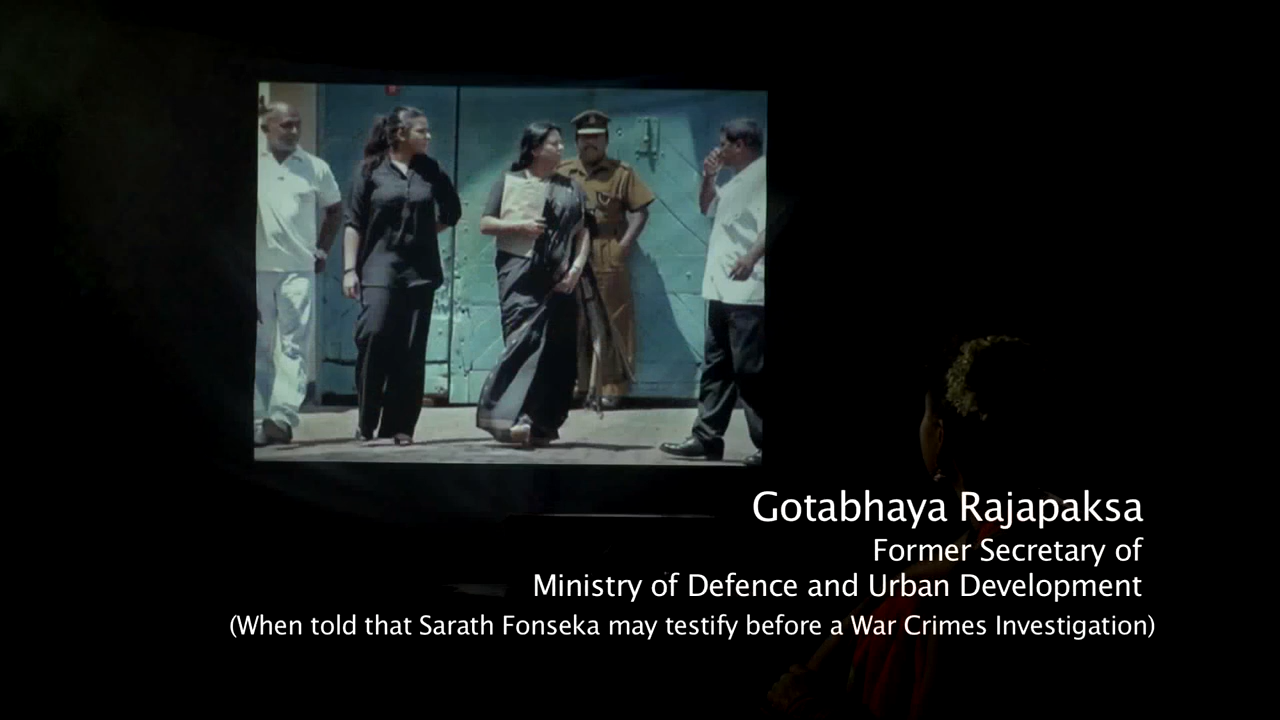 Gotabhaya Rajapaksa
Former Secretary of
Ministry of Defence and Urban Development
(When told that Sarath Fonseka may testify before a War Crimes Investigation)